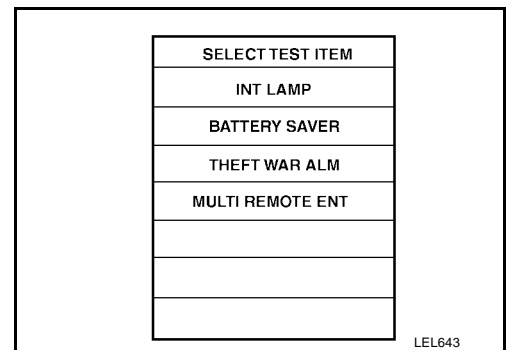 SELECT TEST ITEM
INT LAMP
BATTERY SAVER
THEFT WAR ALM
MULTI REMOTE ENT
LEL643